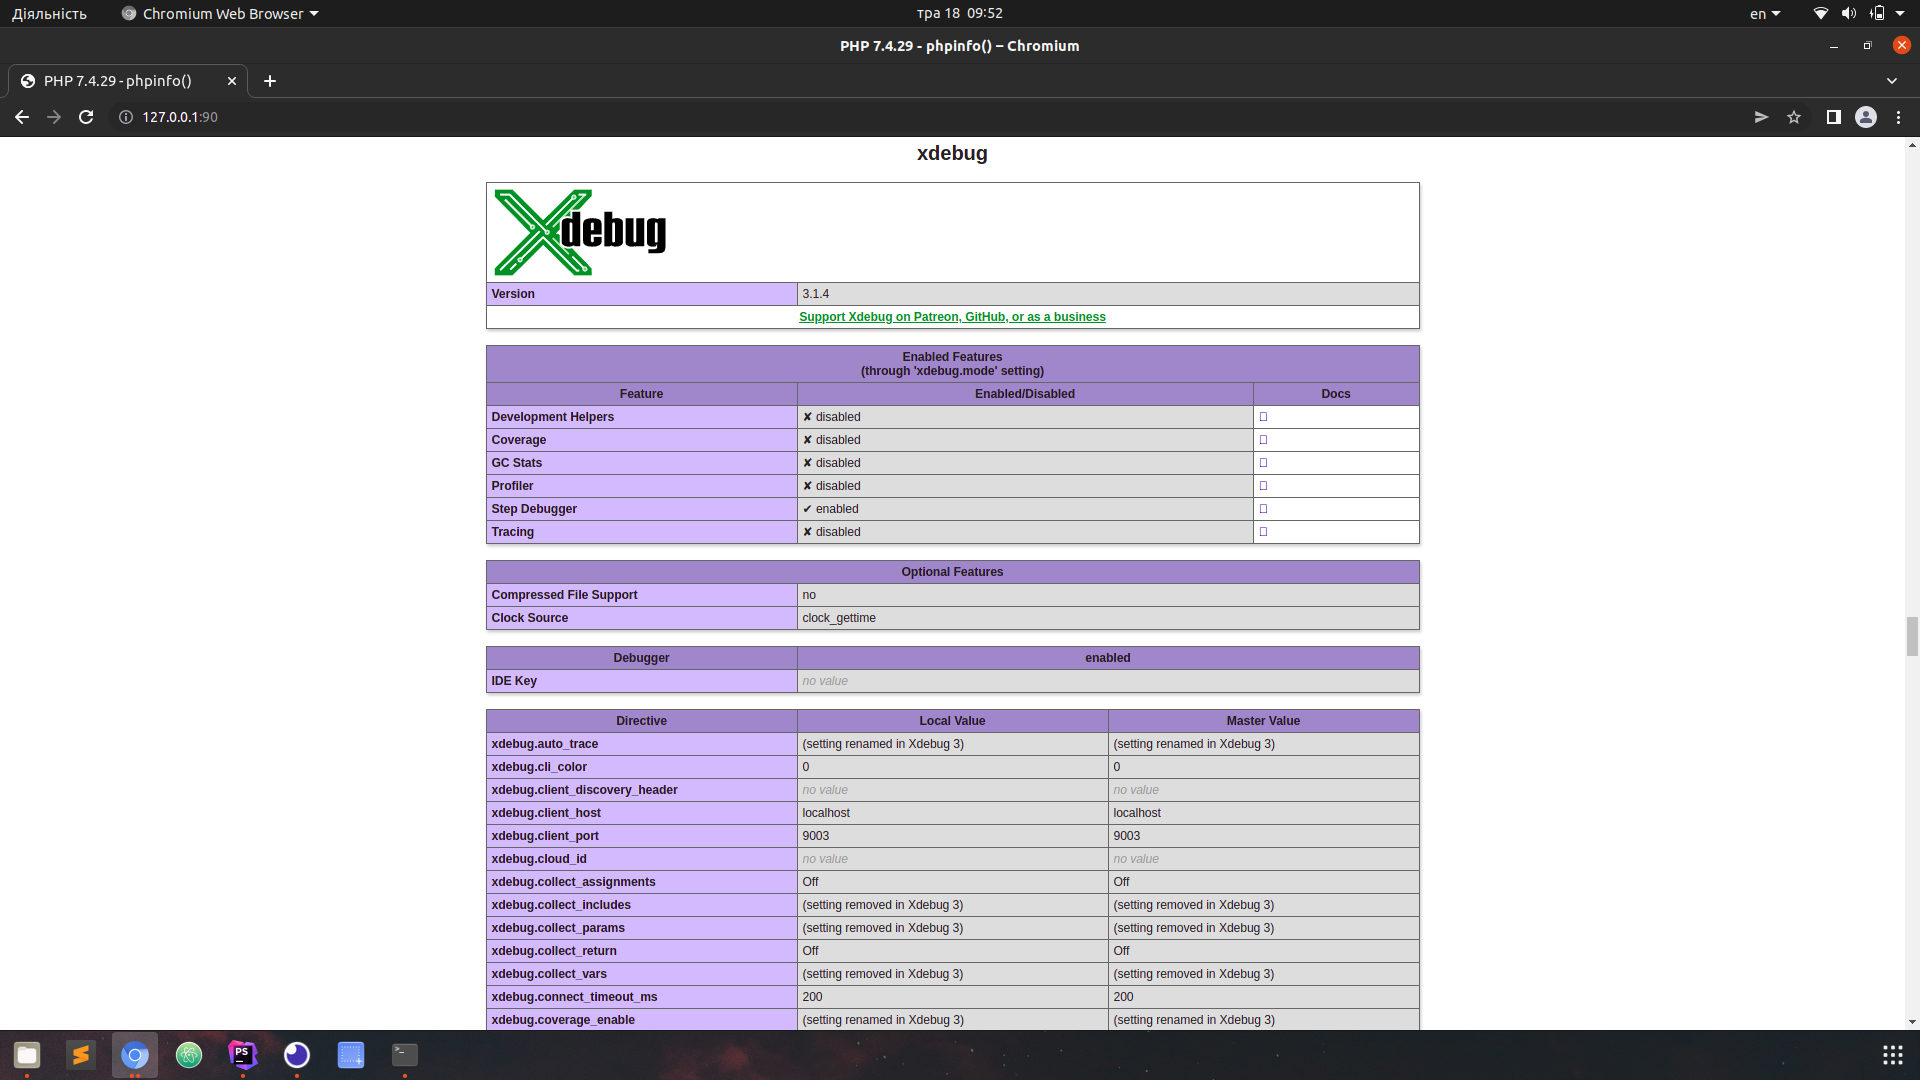 Діяльність Chromium Web Browser тра 18 09:52 en
PHP 7.4.29 - phpinfo() – Chromium
PHP 7.4.29 - phpinfo()
127.0.0.1:90
xdebug
Xdebug
Version 3.1.4
Support Xdebug on Patreon, GitHub, or as a business
Enabled Features
(through 'xdebug.mode' setting)
Feature Enabled/Disabled Docs
Development Helpers ✘ disabled
Coverage ✘ disabled
GC Stats ✘ disabled
Profiler ✘ disabled
Step Debugger ✔ enabled
Tracing ✘ disabled
Optional Features
Compressed File Support no
Clock Source clock_gettime
Debugger enabled
IDE Key no value
Directive Local Value Master Value
xdebug.auto_trace (setting renamed in Xdebug 3) (setting renamed in Xdebug 3)
xdebug.cli_color 0 0
xdebug.client_discovery_header no value no value
xdebug.client_host localhost localhost
xdebug.client_port 9003 9003
xdebug.cloud_id no value no value
xdebug.collect_assignments Off Off
xdebug.collect_includes (setting removed in Xdebug 3) (setting removed in Xdebug 3)
xdebug.collect_params (setting removed in Xdebug 3) (setting removed in Xdebug 3)
xdebug.collect_return Off Off
xdebug.collect_vars (setting removed in Xdebug 3) (setting removed in Xdebug 3)
xdebug.connect_timeout_ms 200 200
xdebug.coverage_enable (setting renamed in Xdebug 3) (setting renamed in Xdebug 3)
PS